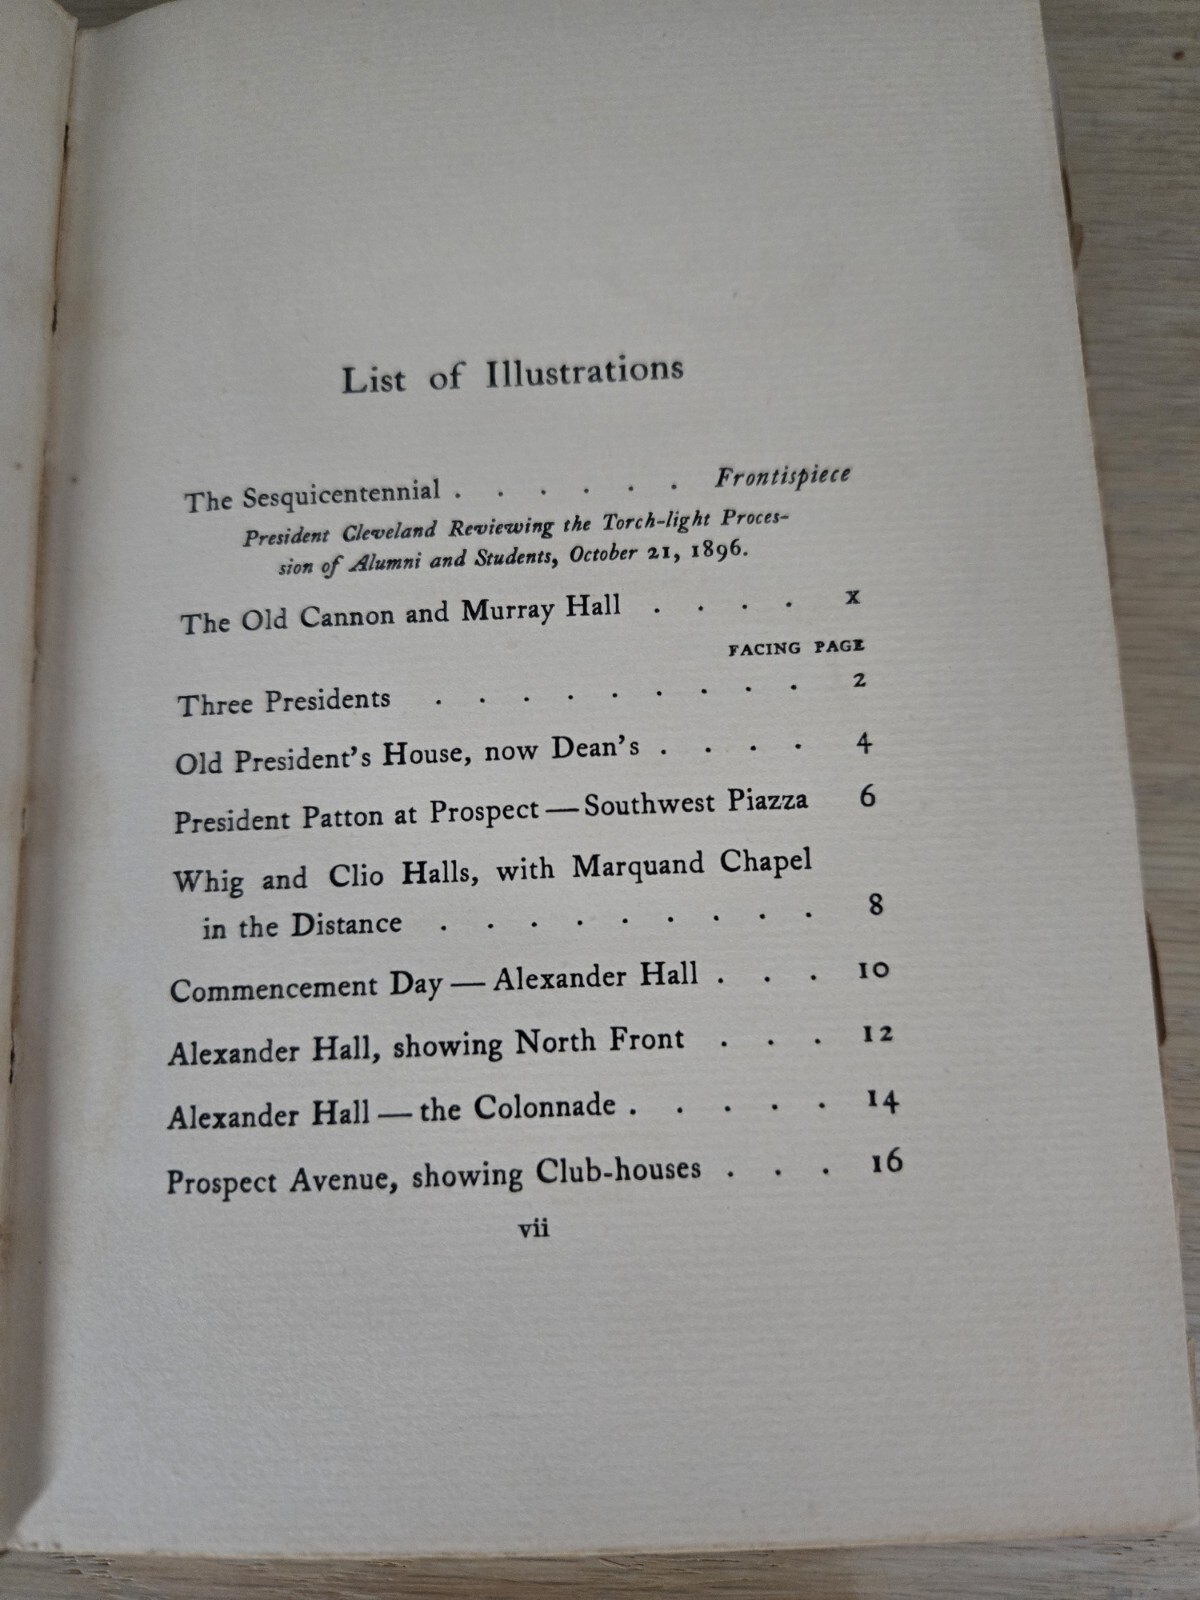 List of Illustrations
The Sesquicentennial . . . . . . Frontispiece
President Cleveland Reviewing the Torch-light Proces-
sion of Alumni and Students, October 21, 1896.
The Old Cannon and Murray Hall . . . . x
FACING PAGE
Three Presidents . . . . . . . . . 2
Old President's House, now Dean's . . . . 4
President Patton at Prospect — Southwest Piazza 6
Whig and Clio Halls, with Marquand Chapel
in the Distance . . . . . . . . . 8
Commencement Day — Alexander Hall . . . 10
Alexander Hall, showing North Front . . . 12
Alexander Hall — the Colonnade . . . . . 14
Prospect Avenue, showing Club-houses . . . 16
vii